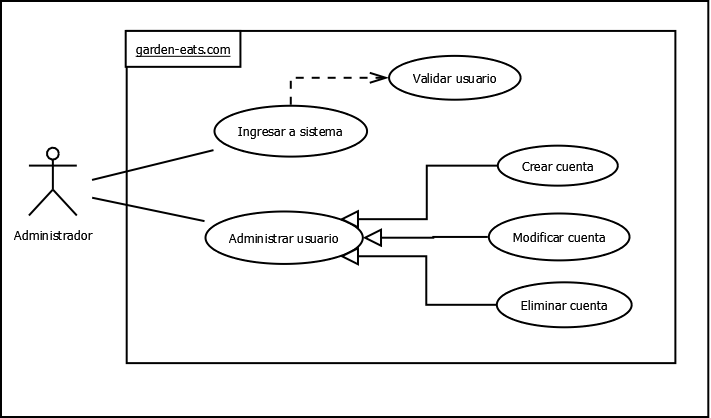 garden-eats.com
Validar usuario
Ingresar a sistema
Crear cuenta
Administrador
Administrar usuario
Modificar cuenta
Eliminar cuenta